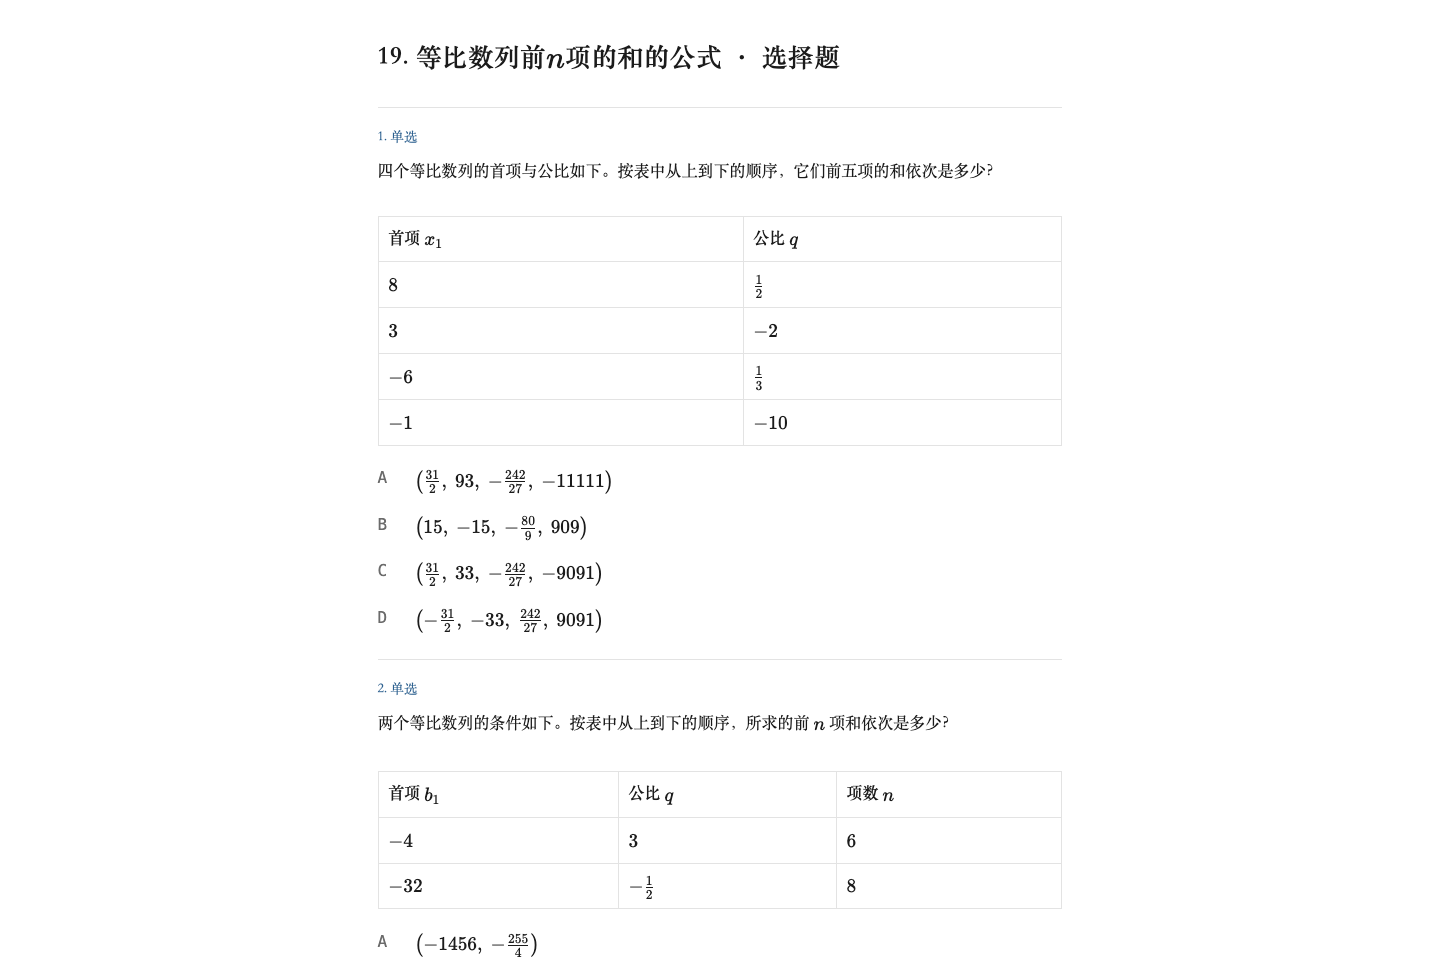 19. 等比数列前n项的和的公式 · 选择题
1. 单选
四个等比数列的首项与公比如下。按表中从上到下的顺序，它们前五项的和依次是多少?
首项 x₁ 公比 q
8 1/2
3 −2
−6 1/3
−1 −10
A (31/2, 93, −242/27, −11111)
B (15, −15, −80/9, 909)
C (31/2, 33, −242/27, −9091)
D (−31/2, −33, 242/27, 9091)
2. 单选
两个等比数列的条件如下。按表中从上到下的顺序，所求的前 n 项和依次是多少?
首项 b₁ 公比 q 项数 n
−4 3 6
−32 −1/2 8
A (−1456, −255/4)